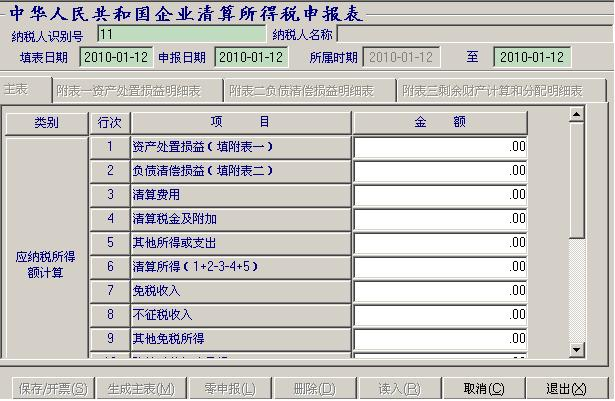 中华人民共和国企业清算所得税申报表
纳税人识别号 11 纳税人名称
填表日期 2010-01-12 申报日期 2010-01-12 所属时期 2010-01-12 至 2010-01-12
主表 附表一资产处置损益明细表 附表二负债清偿损益明细表 附表三剩余财产计算和分配明细表
类别 行次 项 目 金 额
应纳税所得
额计算
1 资产处置损益(填附表一) .00
2 负债清偿损益(填附表二) .00
3 清算费用 .00
4 清算税金及附加 .00
5 其他所得或支出 .00
6 清算所得(1+2-3-4+5) .00
7 免税收入 .00
8 不征税收入 .00
9 其他免税所得 .00
保存/开票(S) 生成主表(M) 零申报(L) 删除(D) 读入(R) 取消(C) 退出(X)